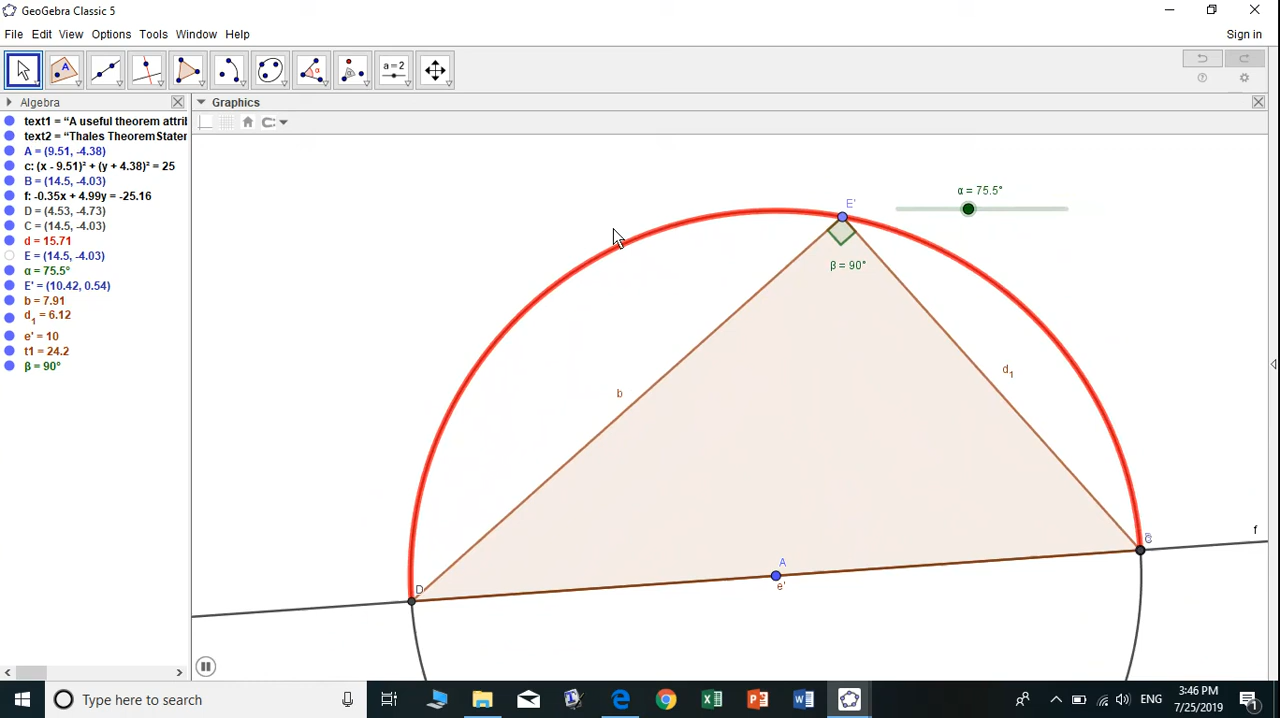 GeoGebra Classic 5
File Edit View Options Tools Window Help
Sign in
A
α
a = 2
Algebra
Graphics
text1 = “A useful theorem attrib
text2 = “Thales TheoremStater
A = (9.51, -4.38)
c: (x - 9.51)² + (y + 4.38)² = 25
B = (14.5, -4.03)
f: -0.35x + 4.99y = -25.16
D = (4.53, -4.73)
C = (14.5, -4.03)
d = 15.71
E = (14.5, -4.03)
α = 75.5°
E' = (10.42, 0.54)
b = 7.91
d₁ = 6.12
e' = 10
t1 = 24.2
β = 90°
α = 75.5°
E'
β = 90°
b
d₁
f
A
e'
D
Type here to search
ENG
3:46 PM
7/25/2019
1